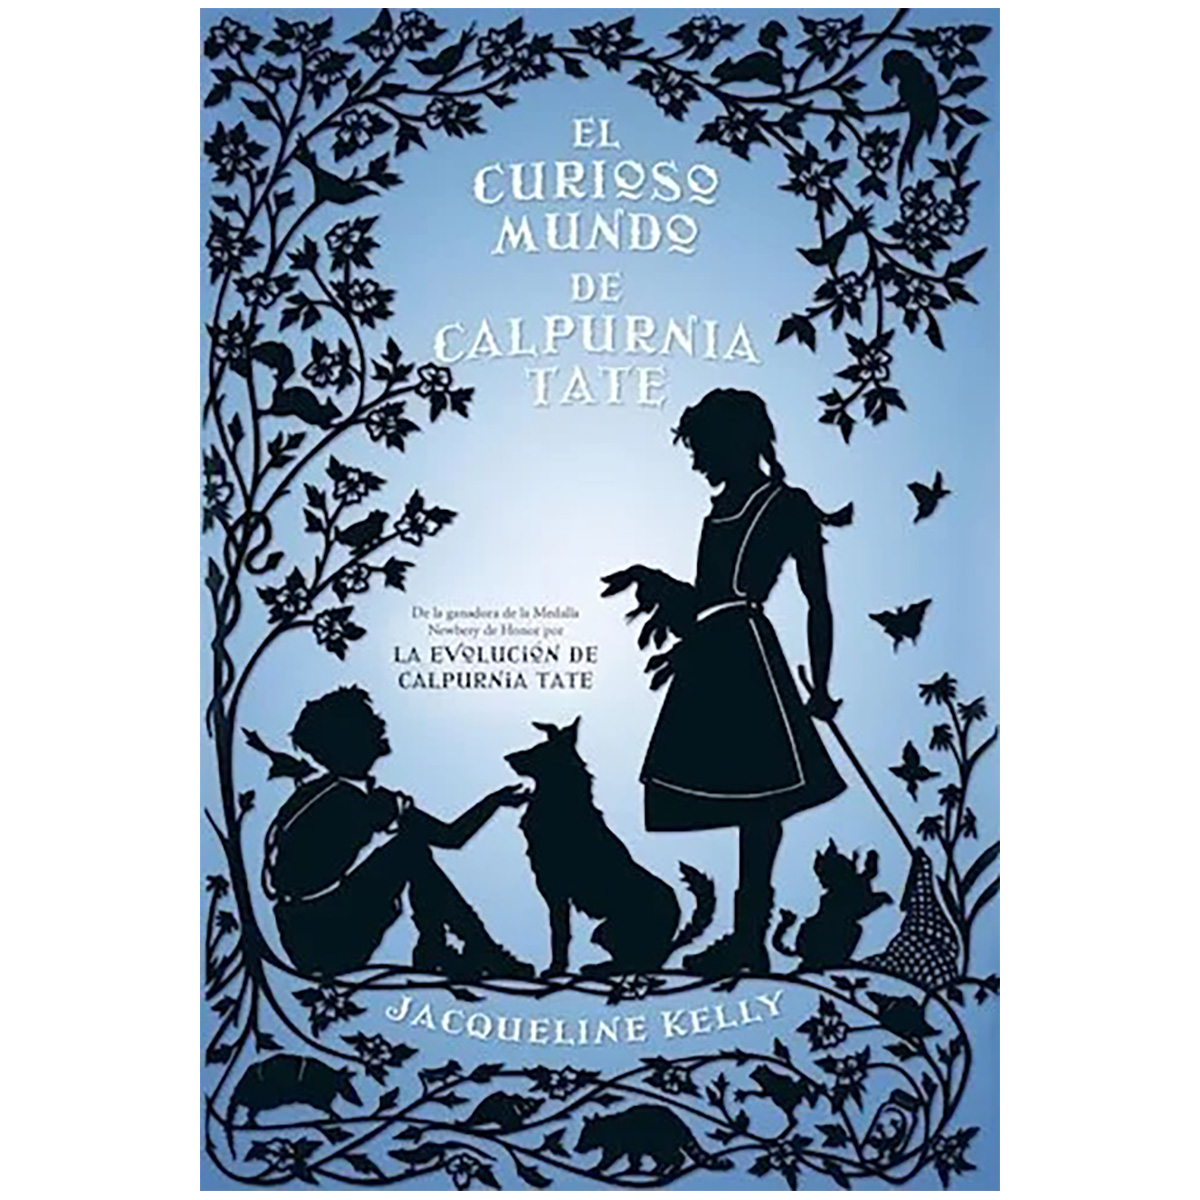 EL
CURIOSO
MUNDO
DE
CALPURNIA
TATE
De la ganadora de la Medalla
Newbery de Honor por
LA EVOLUCIÓN DE
CALPURNIA TATE
JACQUELINE KELLY